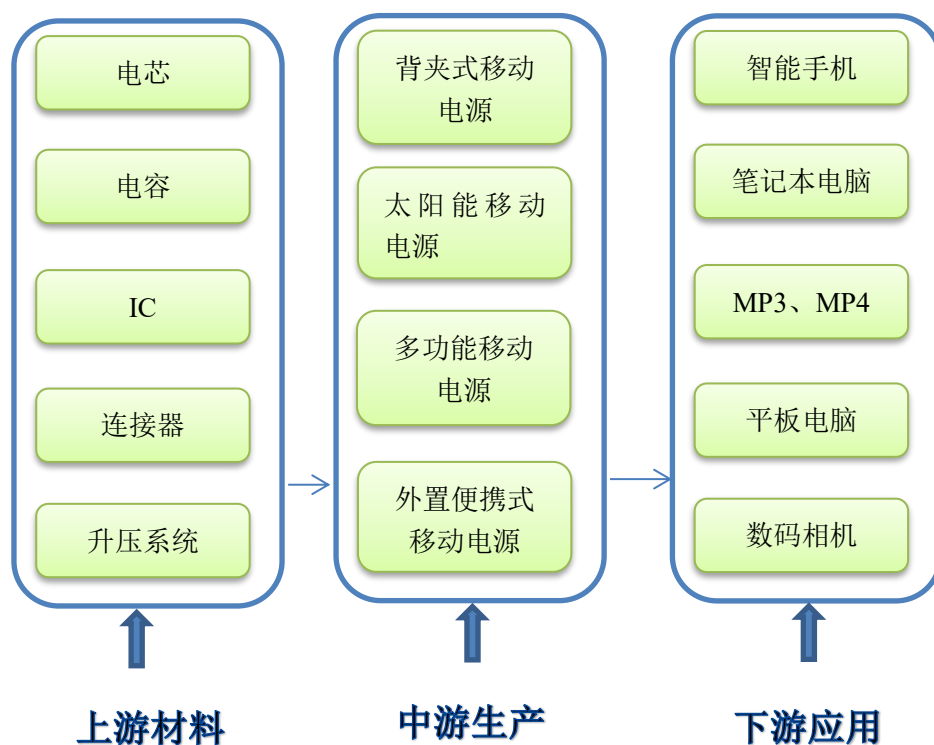 电芯
电容
IC
连接器
升压系统
背夹式移动
电源
太阳能移动
电源
多功能移动
电源
外置便携式
移动电源
智能手机
笔记本电脑
MP3、MP4
平板电脑
数码相机
上游材料
中游生产
下游应用